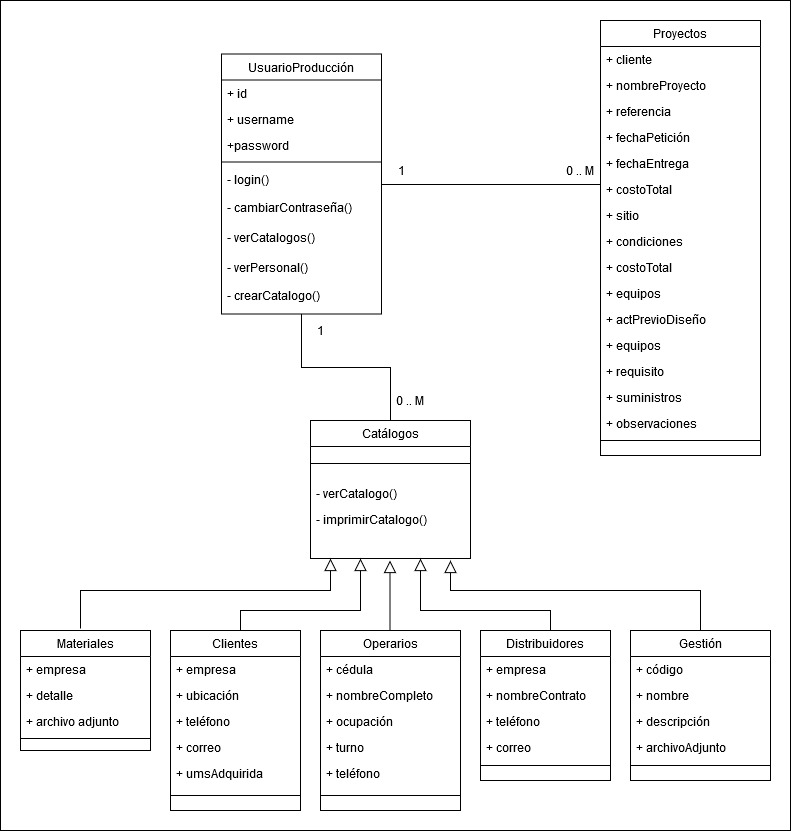 UsuarioProducción
+ id
+ username
+password
- login()
- cambiarContraseña()
- verCatalogos()
- verPersonal()
- crearCatalogo()
1
0 .. M
Proyectos
+ cliente
+ nombreProyecto
+ referencia
+ fechaPetición
+ fechaEntrega
+ costoTotal
+ sitio
+ condiciones
+ costoTotal
+ equipos
+ actPrevioDiseño
+ equipos
+ requisito
+ suministros
+ observaciones
1
0 .. M
Catálogos
- verCatalogo()
- imprimirCatalogo()
Materiales
+ empresa
+ detalle
+ archivo adjunto
Clientes
+ empresa
+ ubicación
+ teléfono
+ correo
+ umsAdquirida
Operarios
+ cédula
+ nombreCompleto
+ ocupación
+ turno
+ teléfono
Distribuidores
+ empresa
+ nombreContrato
+ teléfono
+ correo
Gestión
+ código
+ nombre
+ descripción
+ archivoAdjunto